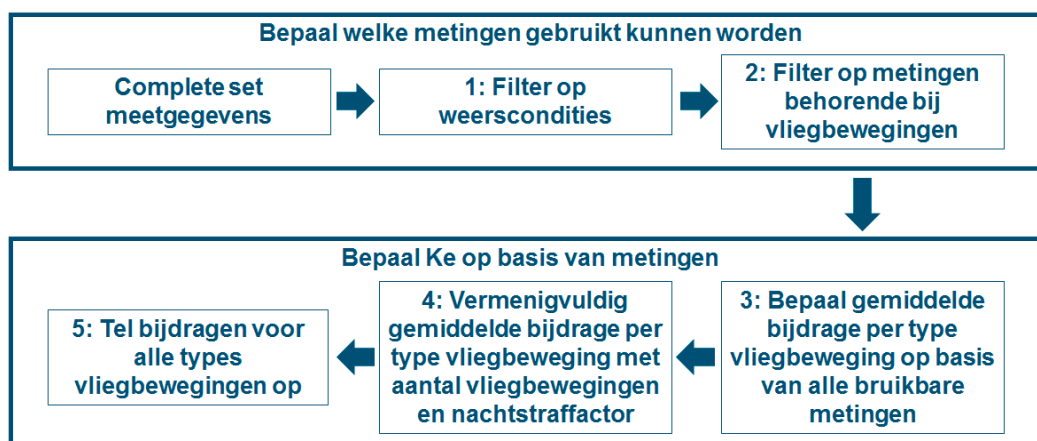 Bepaal welke metingen gebruikt kunnen worden
Complete set
meetgegevens
1: Filter op
weerscondities
2: Filter op metingen
behorende bij
vliegbewegingen
Bepaal Ke op basis van metingen
3: Bepaal gemiddelde
bijdrage per type
vliegbeweging op basis
van alle bruikbare
metingen
4: Vermenigvuldig
gemiddelde bijdrage per
type vliegbeweging met
aantal vliegbewegingen
en nachtstraffactor
5: Tel bijdragen voor
alle types
vliegbewegingen op